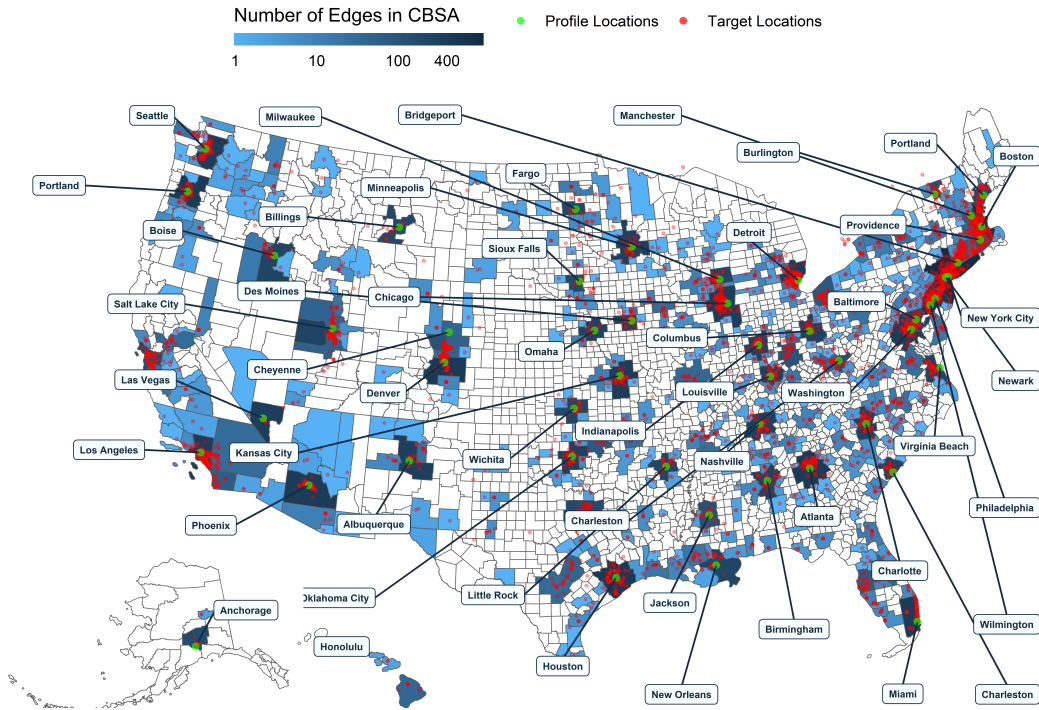 Number of Edges in CBSA
Profile Locations
Target Locations
1
10
100
400
Seattle
Milwaukee
Bridgeport
Manchester
Burlington
Portland
Boston
Portland
Minneapolis
Fargo
Billings
Boise
Sioux Falls
Detroit
Providence
Des Moines
Chicago
Salt Lake City
Baltimore
New York City
Columbus
Omaha
Cheyenne
Las Vegas
Denver
Louisville
Washington
Newark
Los Angeles
Kansas City
Indianapolis
Wichita
Nashville
Virginia Beach
Phoenix
Albuquerque
Charleston
Atlanta
Philadelphia
Charlotte
Oklahoma City
Little Rock
Jackson
Anchorage
Birmingham
Wilmington
Honolulu
Houston
New Orleans
Miami
Charleston